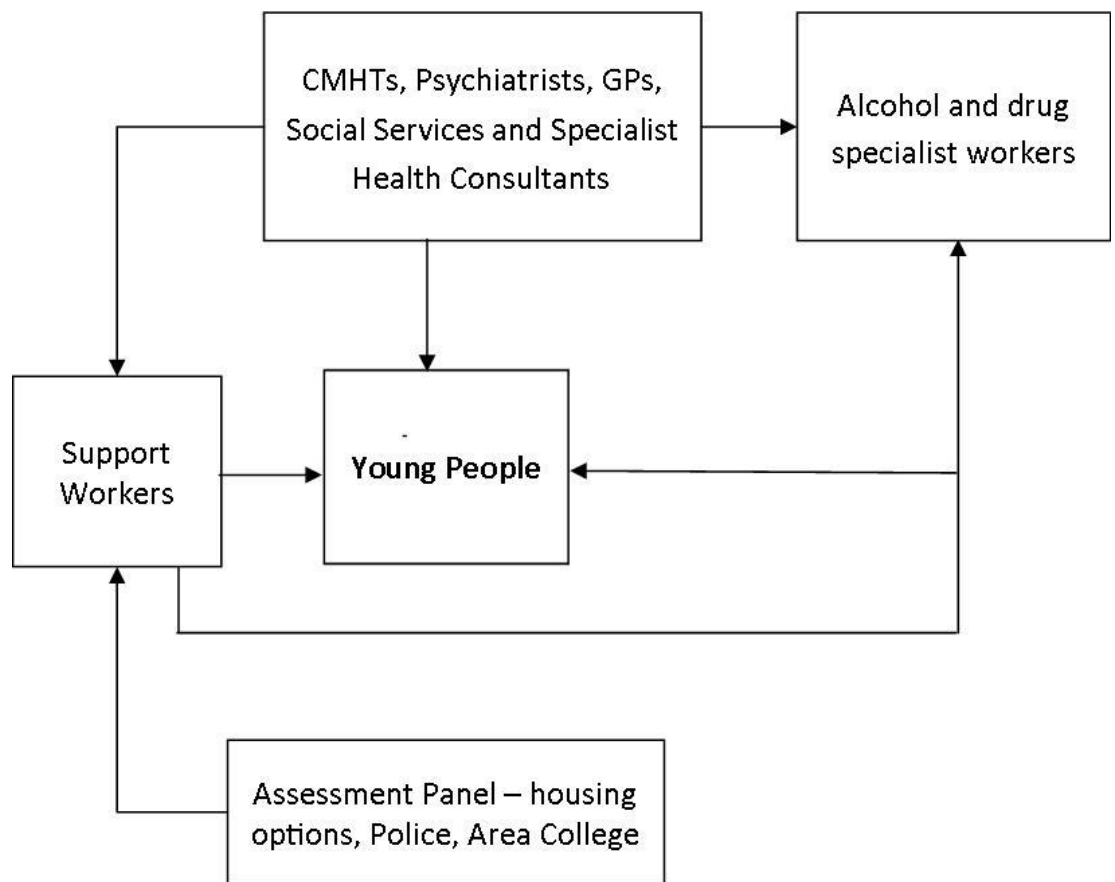 CMHTs, Psychiatrists, GPs,
Social Services and Specialist
Health Consultants
Alcohol and drug
specialist workers
Support
Workers
Young People
Assessment Panel – housing
options, Police, Area College